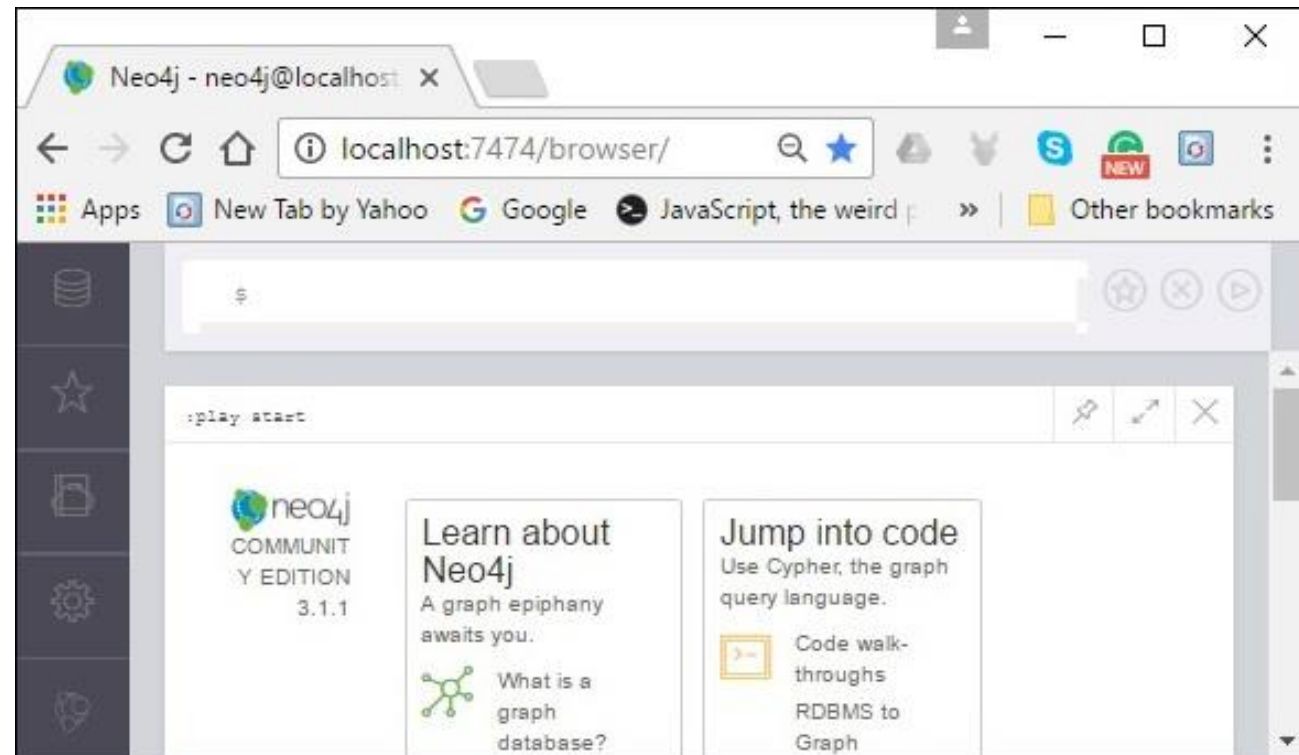 Neo4j - neo4j@localhost
localhost:7474/browser/
NEW
Apps New Tab by Yahoo Google JavaScript, the weird p » Other bookmarks
$
:play start
neo4j
COMMUNIT
Y EDITION
3.1.1
Learn about
Neo4j
A graph epiphany
awaits you.
What is a
graph
database?
Jump into code
Use Cypher, the graph
query language.
Code walk-
throughs
RDBMS to
Graph